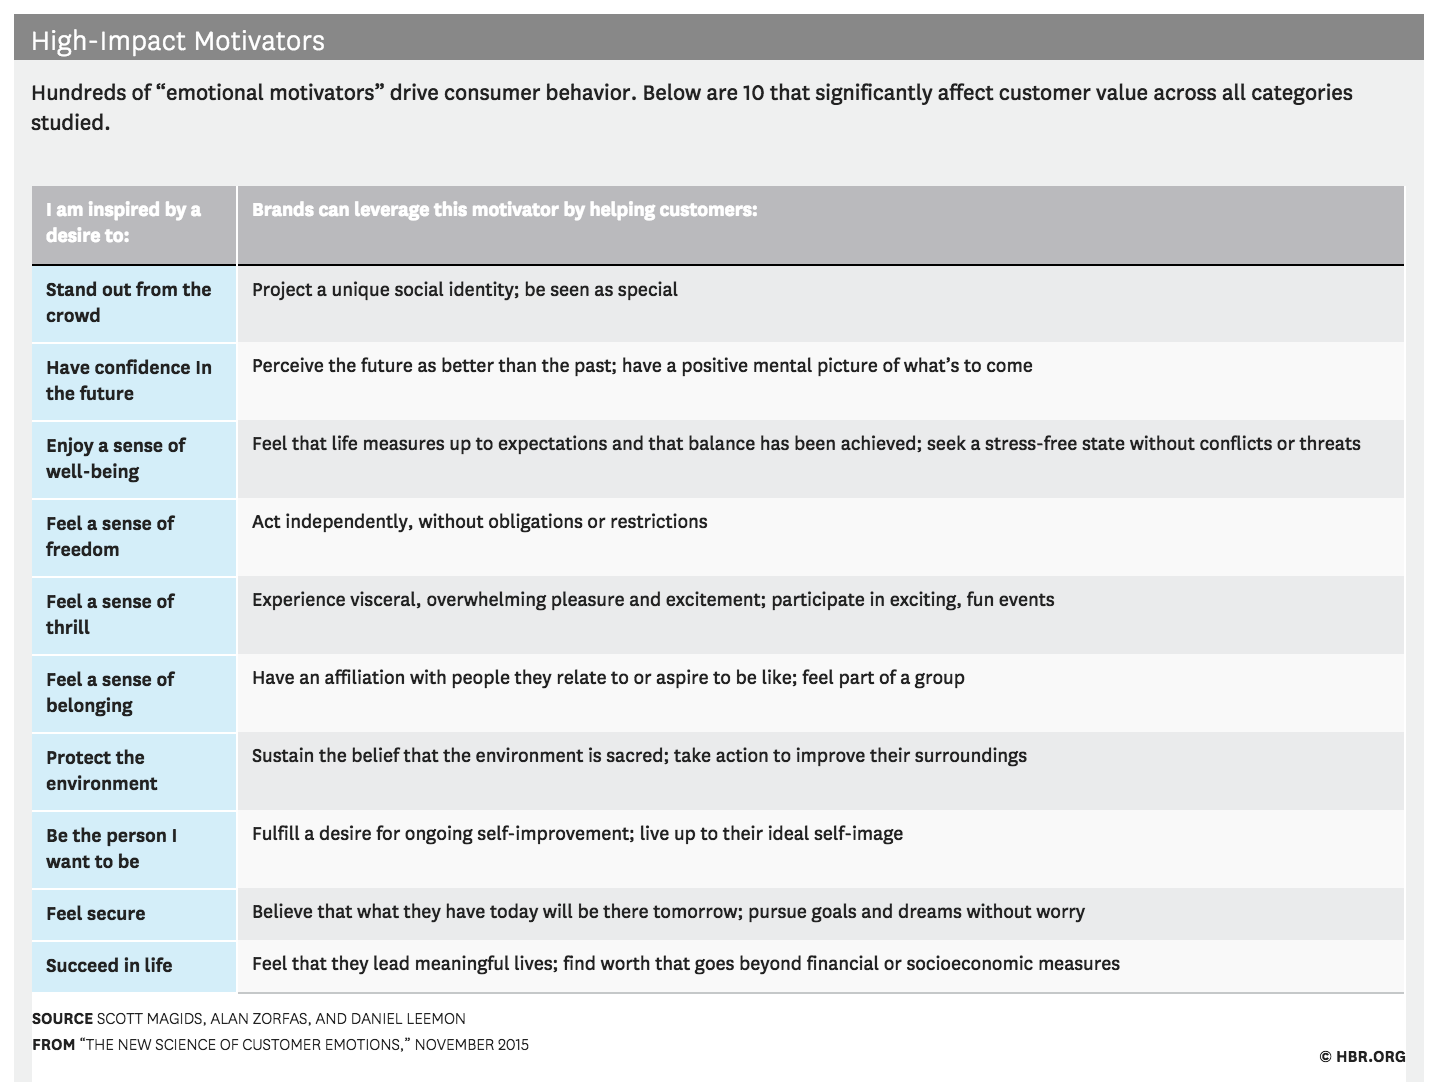 High-Impact Motivators
Hundreds of “emotional motivators” drive consumer behavior. Below are 10 that significantly affect customer value across all categories
studied.
I am inspired by a
desire to:
Brands can leverage this motivator by helping customers:
Stand out from the
crowd
Project a unique social identity; be seen as special
Have confidence In
the future
Perceive the future as better than the past; have a positive mental picture of what’s to come
Enjoy a sense of
well-being
Feel that life measures up to expectations and that balance has been achieved; seek a stress-free state without conflicts or threats
Feel a sense of
freedom
Act independently, without obligations or restrictions
Feel a sense of
thrill
Experience visceral, overwhelming pleasure and excitement; participate in exciting, fun events
Feel a sense of
belonging
Have an affiliation with people they relate to or aspire to be like; feel part of a group
Protect the
environment
Sustain the belief that the environment is sacred; take action to improve their surroundings
Be the person I
want to be
Fulfill a desire for ongoing self-improvement; live up to their ideal self-image
Feel secure
Believe that what they have today will be there tomorrow; pursue goals and dreams without worry
Succeed in life
Feel that they lead meaningful lives; find worth that goes beyond financial or socioeconomic measures
SOURCE SCOTT MAGIDS, ALAN ZORFAS, AND DANIEL LEEMON
FROM “THE NEW SCIENCE OF CUSTOMER EMOTIONS,” NOVEMBER 2015
© HBR.ORG